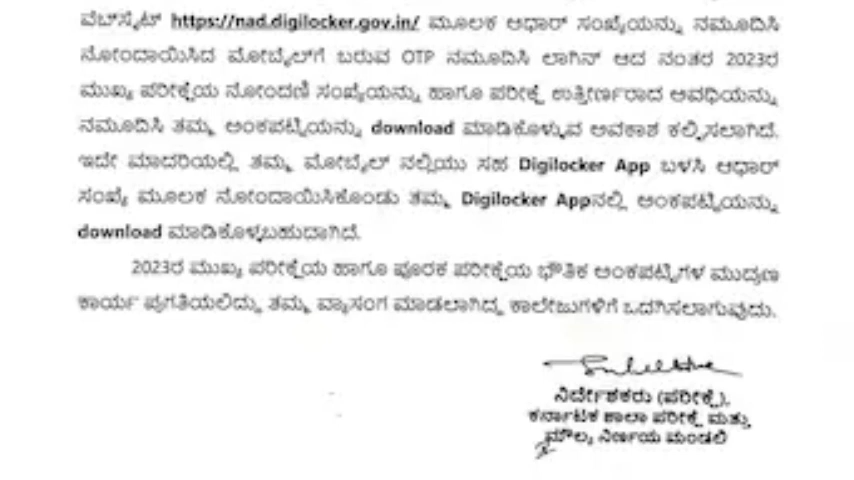 ವೆಬ್‌ಸೈಟ್ https://nad.digilocker.gov.in/ ಮೂಲಕ ಆಧಾರ್ ಸಂಖ್ಯೆಯನ್ನು ನಮೂದಿಸಿ
ನೋಂದಾಯಿಸಿದ ಮೋಬೈಲ್‌ಗೆ ಬರುವ OTP ನಮೂದಿಸಿ ಲಾಗಿನ್ ಆದ ನಂತರ 2023ರ
ಮುಖ್ಯ ಪರೀಕ್ಷೆಯ ನೋಂದಣಿ ಸಂಖ್ಯೆಯನ್ನು ಹಾಗೂ ಪರೀಕ್ಷೆ ಉತ್ತೀರ್ಣರಾದ ಅವಧಿಯನ್ನು
ನಮೂದಿಸಿ ತಮ್ಮ ಅಂಕಪಟ್ಟಿಯನ್ನು download ಮಾಡಿಕೊಳ್ಳುವ ಅವಕಾಶ ಕಲ್ಪಿಸಲಾಗಿದೆ.
ಇದೇ ಮಾದರಿಯಲ್ಲಿ ತಮ್ಮ ಮೋಬೈಲ್ ನಲ್ಲಿಯು ಸಹ Digilocker App ಬಳಸಿ ಆಧಾರ್
ಸಂಖ್ಯೆ ಮೂಲಕ ನೋಂದಾಯಿಸಿಕೊಂಡು ತಮ್ಮ Digilocker Appನಲ್ಲಿ ಅಂಕಪಟ್ಟಿಯನ್ನು
download ಮಾಡಿಕೊಳ್ಳಬಹುದಾಗಿದೆ.
2023ರ ಮುಖ್ಯ ಪರೀಕ್ಷೆಯ ಹಾಗೂ ಪೂರಕ ಪರೀಕ್ಷೆಯ ಭೌತಿಕ ಅಂಕಪಟ್ಟಿಗಳ ಮುದ್ರಣ
ಕಾರ್ಯ ಪ್ರಗತಿಯಲಿದ್ದು ತಮ್ಮ ವ್ಯಾಸಂಗ ಮಾಡಲಾಗಿದ್ದ ಕಾಲೇಜುಗಳಿಗೆ ಒದಗಿಸಲಾಗುವುದು.
ನಿರ್ದೇಶಕರು (ಪರೀಕ್ಷೆ),
ಕರ್ನಾಟಕ ಶಾಲಾ ಪರೀಕ್ಷೆ ಮತ್ತು
ಮೌಲ್ಯ ನಿರ್ಣಯ ಮಂಡಲಿ